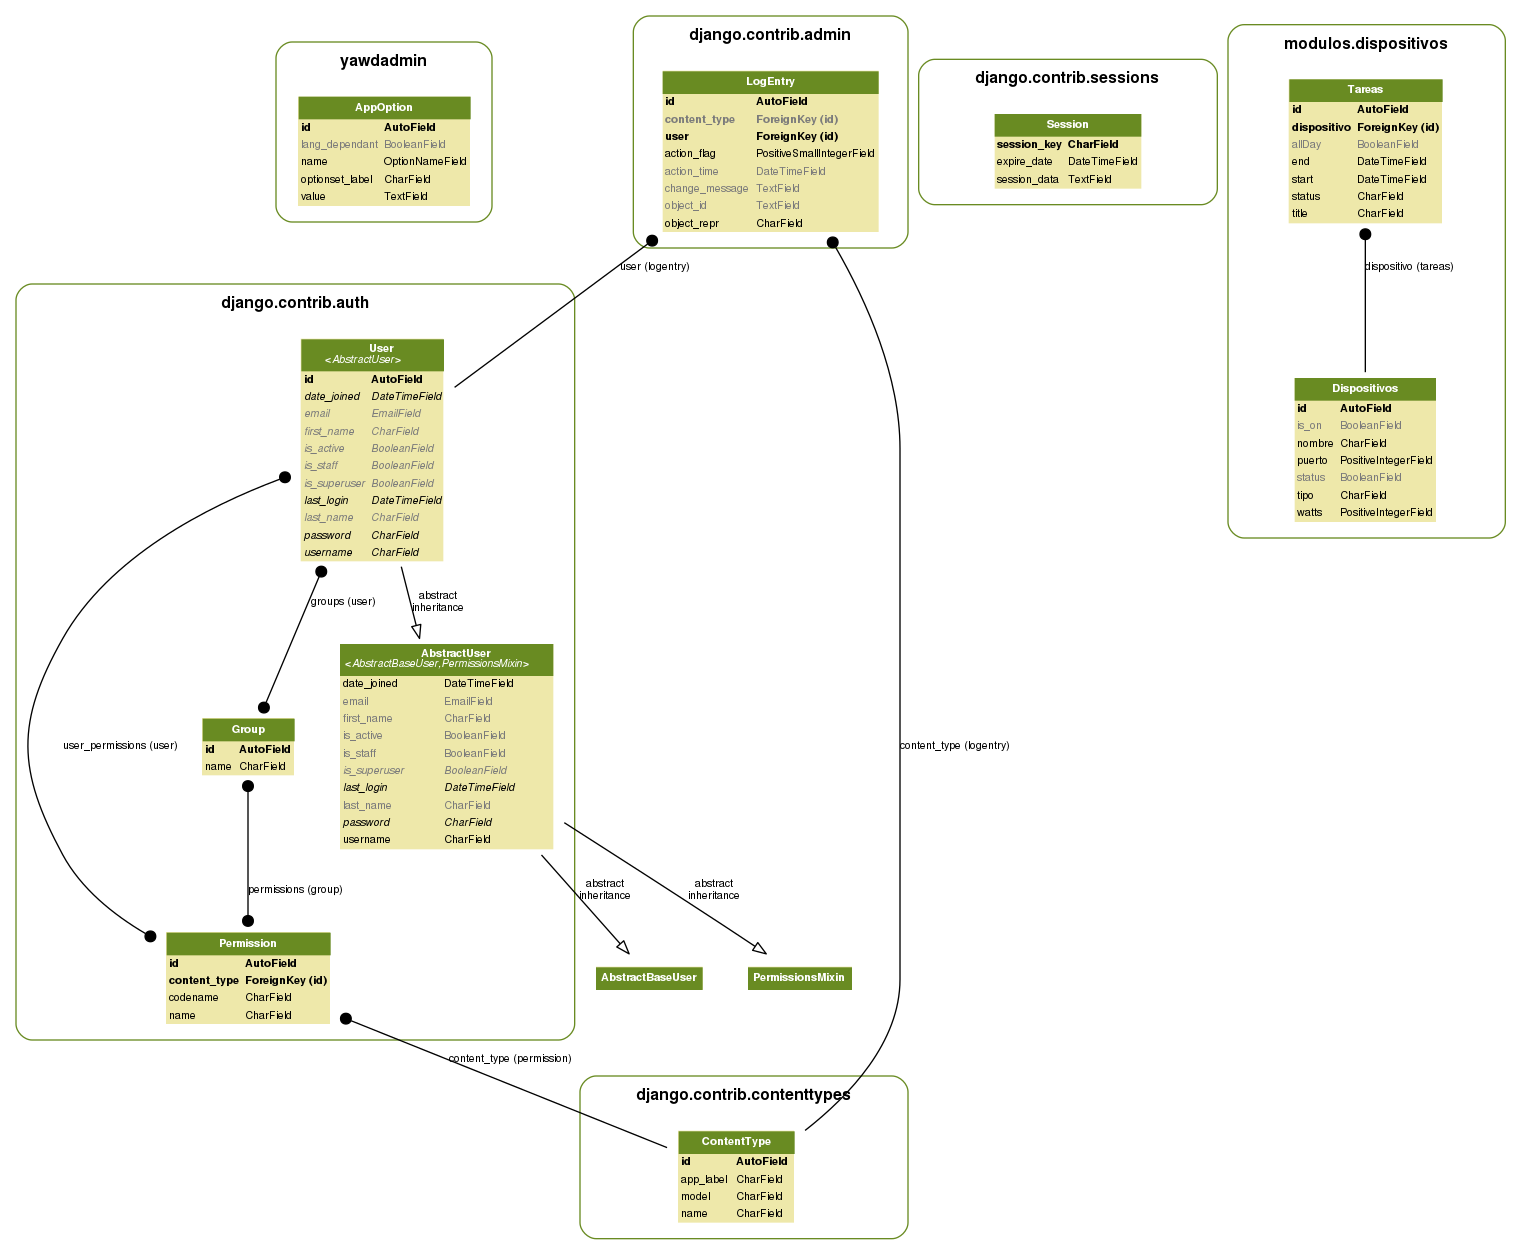 yawdadmin
AppOption
id AutoField
lang_dependant BooleanField
name OptionNameField
optionset_label CharField
value TextField
django.contrib.admin
LogEntry
id AutoField
content_type ForeignKey (id)
user ForeignKey (id)
action_flag PositiveSmallIntegerField
action_time DateTimeField
change_message TextField
object_id TextField
object_repr CharField
django.contrib.sessions
Session
session_key CharField
expire_date DateTimeField
session_data TextField
modulos.dispositivos
Tareas
id AutoField
dispositivo ForeignKey (id)
allDay BooleanField
end DateTimeField
start DateTimeField
status CharField
title CharField
dispositivo (tareas)
Dispositivos
id AutoField
is_on BooleanField
nombre CharField
puerto PositiveIntegerField
status BooleanField
tipo CharField
watts PositiveIntegerField
user (logentry)
django.contrib.auth
User
<AbstractUser>
id AutoField
date_joined DateTimeField
email EmailField
first_name CharField
is_active BooleanField
is_staff BooleanField
is_superuser BooleanField
last_login DateTimeField
last_name CharField
password CharField
username CharField
groups (user)
abstract
inheritance
AbstractUser
<AbstractBaseUser,PermissionsMixin>
date_joined DateTimeField
email EmailField
first_name CharField
is_active BooleanField
is_staff BooleanField
is_superuser BooleanField
last_login DateTimeField
last_name CharField
password CharField
username CharField
user_permissions (user)
Group
id AutoField
name CharField
content_type (logentry)
permissions (group)
abstract
inheritance
abstract
inheritance
Permission
id AutoField
content_type ForeignKey (id)
codename CharField
name CharField
AbstractBaseUser
PermissionsMixin
content_type (permission)
django.contrib.contenttypes
ContentType
id AutoField
app_label CharField
model CharField
name CharField